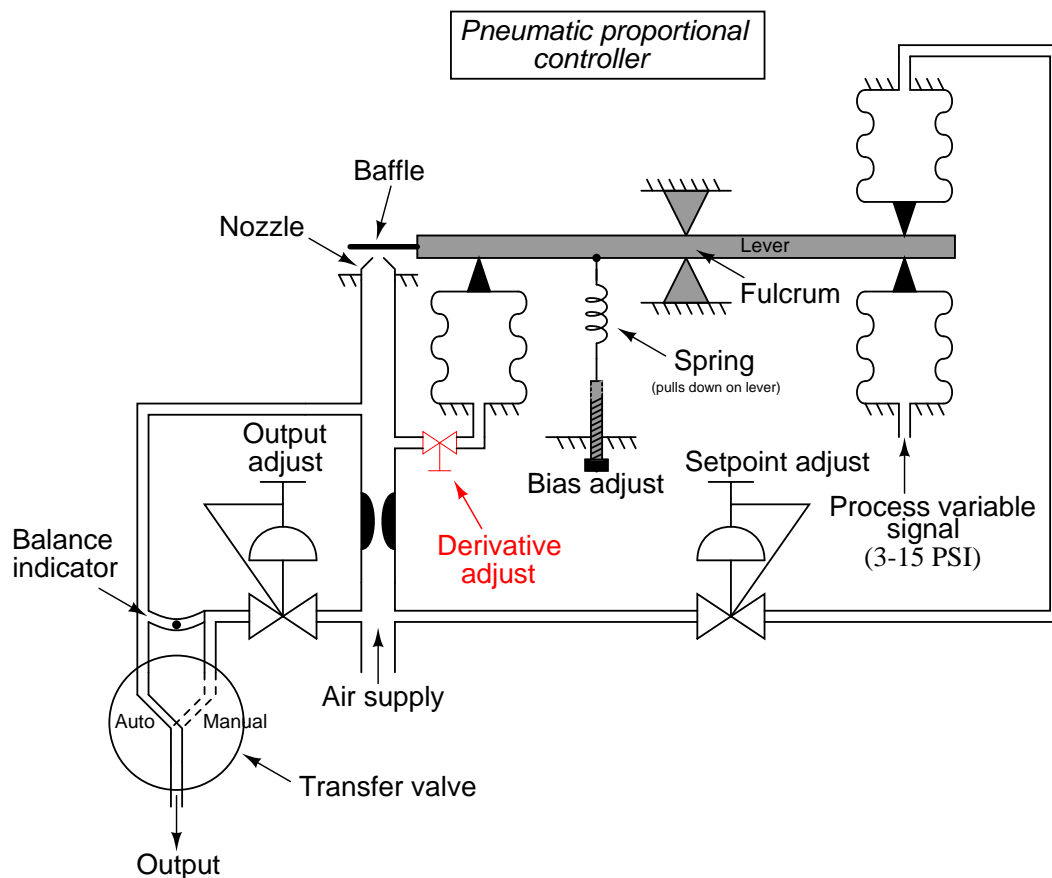 Pneumatic proportional
controller
Baffle
Nozzle
Lever
Fulcrum
Spring
(pulls down on lever)
Output
adjust
Bias adjust
Setpoint adjust
Process variable
signal
(3-15 PSI)
Derivative
adjust
Balance
indicator
Air supply
Auto
Manual
Transfer valve
Output